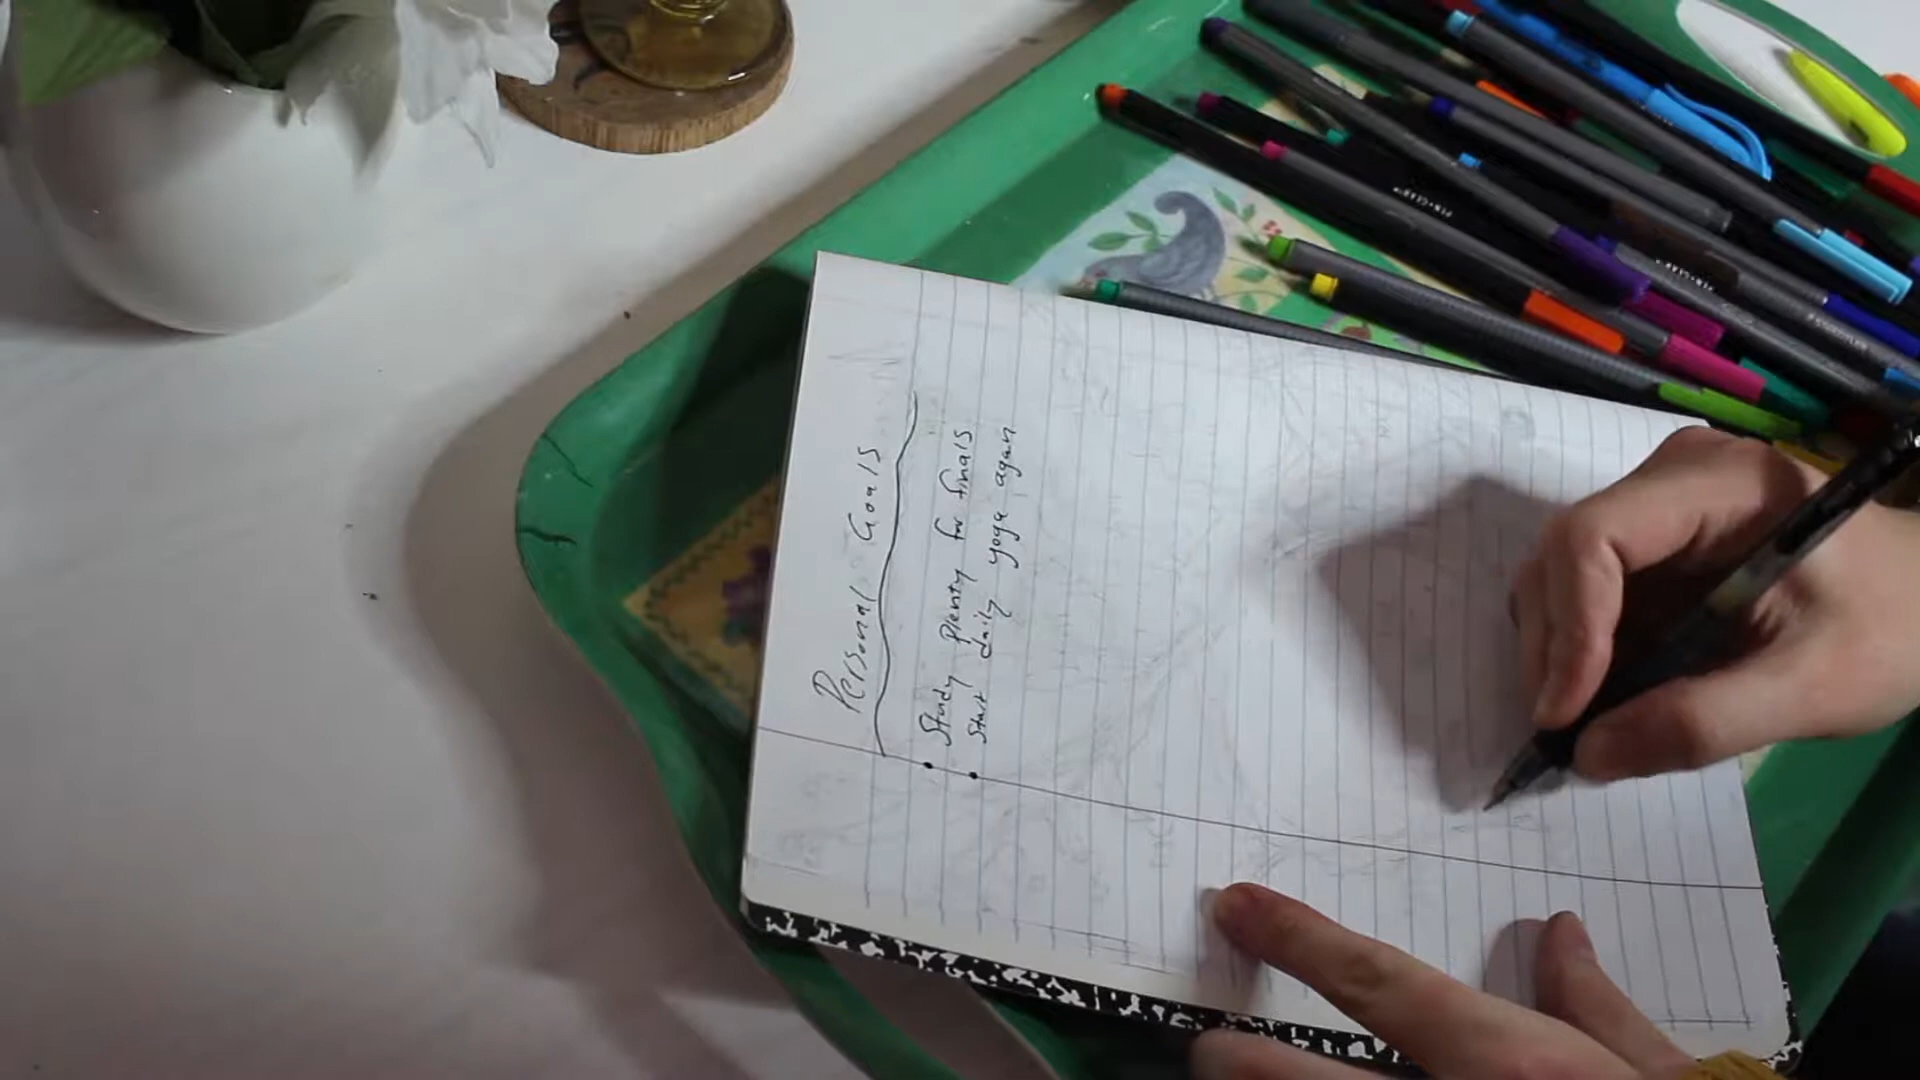 Personal Goals
• Study plenty for finals
• Start daily yoga again